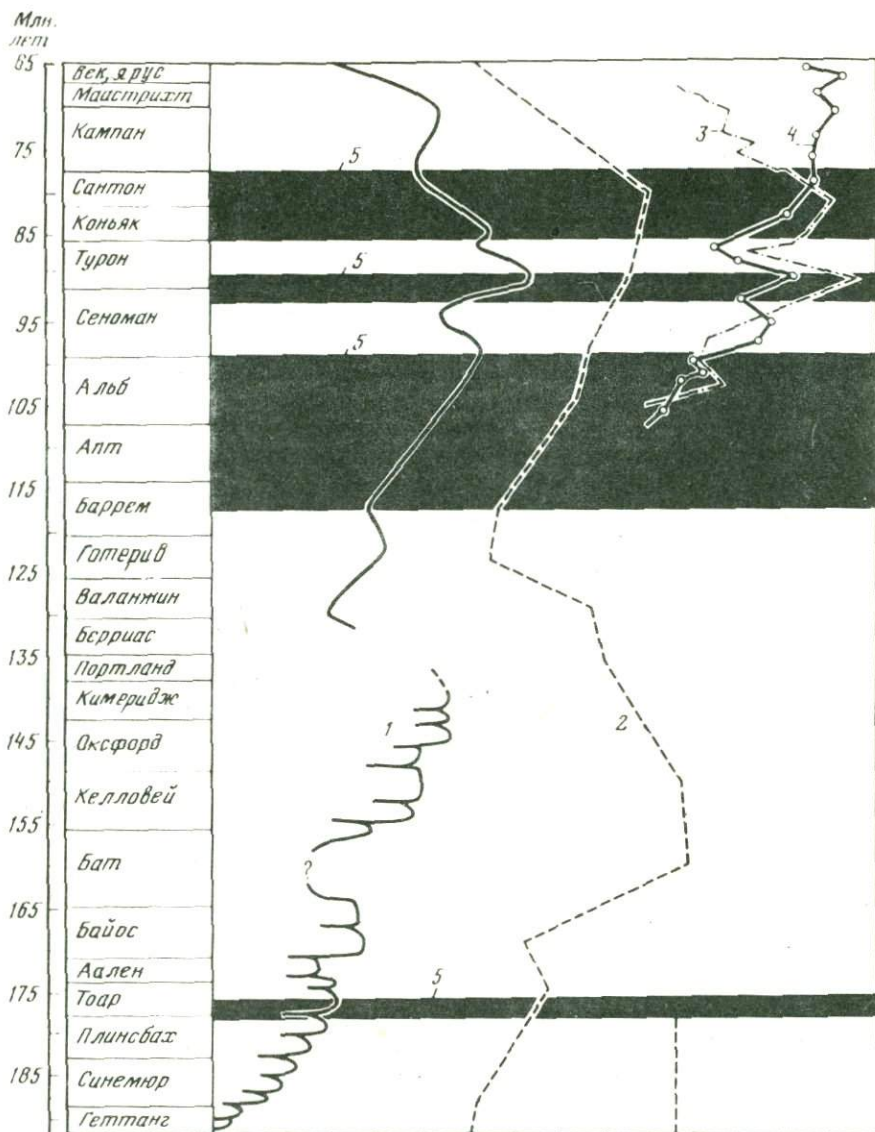 Млн.
лет
65
век, ярус
Маастрихт
Кампан
3
4
75
5
Сантон
Коньяк
85
Турон
5
Сеноман
95
5
Альб
105
Апт
115
Баррем
Готерив
125
Валанжин
Берриас
135
Портланд
Кимеридж
1
2
145
Оксфорд
Келловей
155
Бат
?
165
Байос
Аален
175
Тоар
5
Плинсбах
185
Синемюр
Геттанг